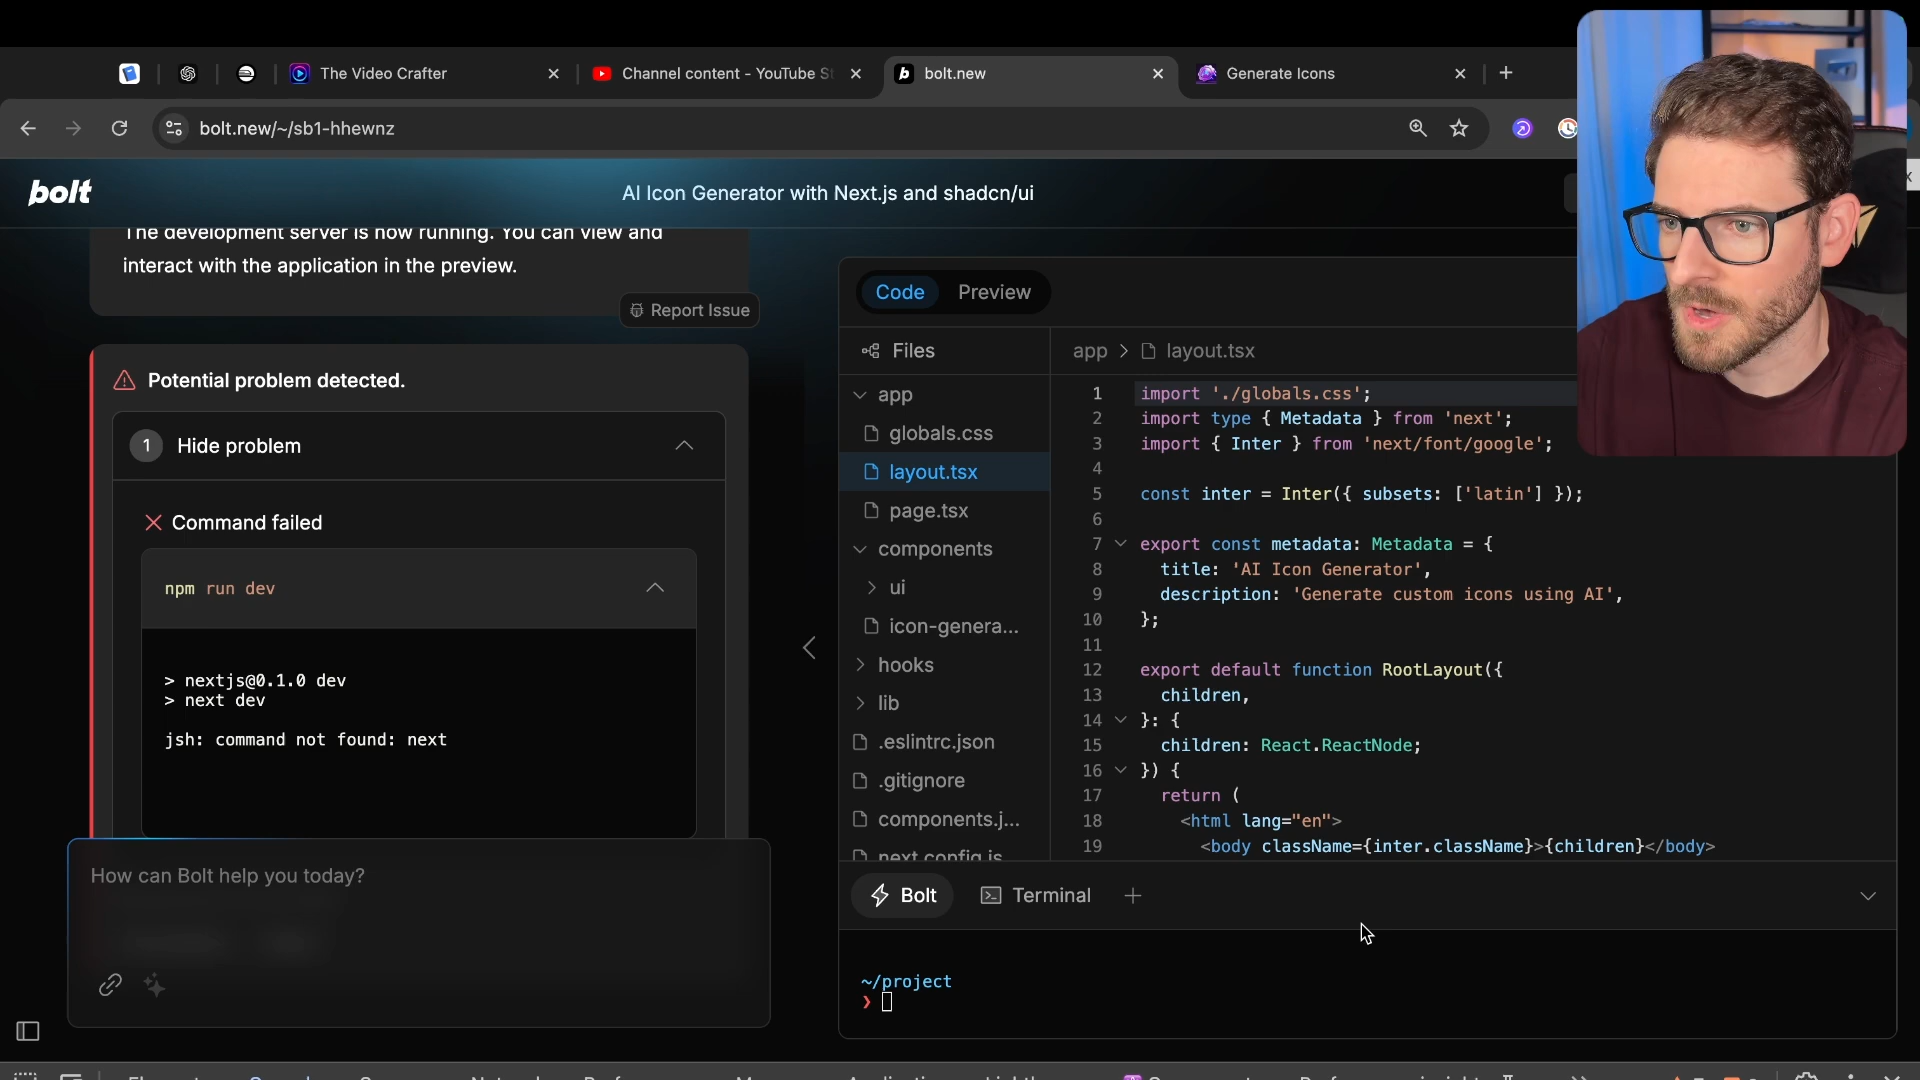 The Video Crafter
Channel content - YouTube St
bolt.new
Generate Icons
bolt.new/~/sb1-hhewnz
bolt
AI Icon Generator with Next.js and shadcn/ui
The development server is now running. You can view and
interact with the application in the preview.
Report Issue
Potential problem detected.
1 Hide problem
Command failed
npm run dev
> nextjs@0.1.0 dev
> next dev
jsh: command not found: next
How can Bolt help you today?
Code
Preview
Files
app
globals.css
layout.tsx
page.tsx
components
ui
icon-genera...
hooks
lib
.eslintrc.json
.gitignore
components.j...
next.config.js
app > layout.tsx
1 import './globals.css';
2 import type { Metadata } from 'next';
3 import { Inter } from 'next/font/google';
4
5 const inter = Inter({ subsets: ['latin'] });
6
7 export const metadata: Metadata = {
8 title: 'AI Icon Generator',
9 description: 'Generate custom icons using AI',
10 };
11
12 export default function RootLayout({
13 children,
14 }: {
15 children: React.ReactNode;
16 }) {
17 return (
18 <html lang="en">
19 <body className={inter.className}>{children}</body>
Bolt
Terminal
~/project
❯